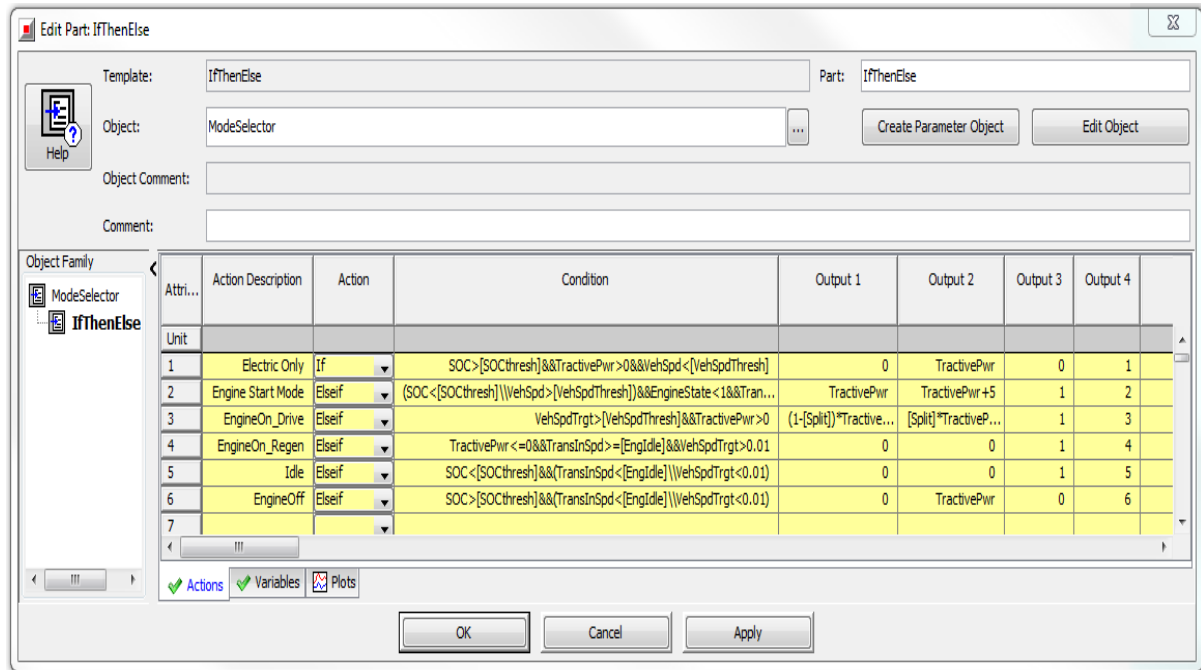 Edit Part: IfThenElse
Template: IfThenElse Part: IfThenElse
Help
Object: ModeSelector ... Create Parameter Object Edit Object
Object Comment:
Comment:
Object Family
ModeSelector
IfThenElse
Attri... Action Description Action Condition Output 1 Output 2 Output 3 Output 4
Unit
1 Electric Only If SOC>[SOCthresh]&&TractivePwr>0&&VehSpd<[VehSpdThresh] 0 TractivePwr 0 1
2 Engine Start Mode Elseif (SOC<[SOCthresh]\\VehSpd>[VehSpdThresh])&&EngineState<1&&Tran... TractivePwr TractivePwr+5 1 2
3 EngineOn_Drive Elseif VehSpdTrgt>[VehSpdThresh]&&TractivePwr>0 (1-[Split])*Tractive... [Split]*TractiveP... 1 3
4 EngineOn_Regen Elseif TractivePwr<=0&&TransInSpd>=[EngIdle]&&VehSpdTrgt>0.01 0 0 1 4
5 Idle Elseif SOC<[SOCthresh]&&(TransInSpd<[EngIdle]\\VehSpdTrgt<0.01) 0 0 1 5
6 EngineOff Elseif SOC>[SOCthresh]&&(TransInSpd<[EngIdle]\\VehSpdTrgt<0.01) 0 TractivePwr 0 6
7
Actions Variables Plots
OK Cancel Apply